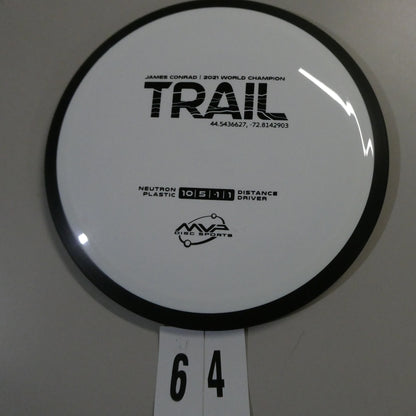 JAMES CONRAD | 2021 WORLD CHAMPION
TRAIL
44.5436627, -72.8142903
NEUTRON PLASTIC 10 | 5 | -1 | 1 DISTANCE DRIVER
MVP
DISC SPORTS
64